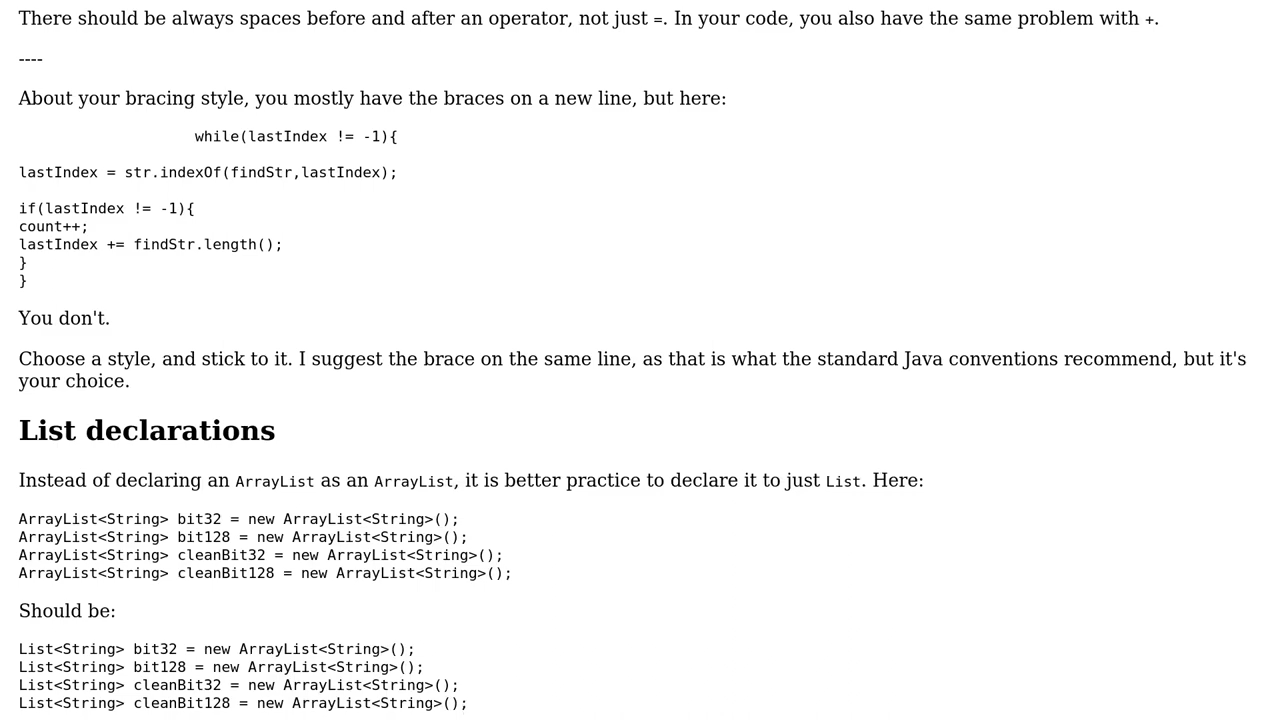 There should be always spaces before and after an operator, not just =. In your code, you also have the same problem with +.
----
About your bracing style, you mostly have the braces on a new line, but here:
while(lastIndex != -1){
lastIndex = str.indexOf(findStr,lastIndex);
if(lastIndex != -1){
count++;
lastIndex += findStr.length();
}
}
You don't.
Choose a style, and stick to it. I suggest the brace on the same line, as that is what the standard Java conventions recommend, but it's
your choice.
List declarations
Instead of declaring an ArrayList as an ArrayList, it is better practice to declare it to just List. Here:
ArrayList<String> bit32 = new ArrayList<String>();
ArrayList<String> bit128 = new ArrayList<String>();
ArrayList<String> cleanBit32 = new ArrayList<String>();
ArrayList<String> cleanBit128 = new ArrayList<String>();
Should be:
List<String> bit32 = new ArrayList<String>();
List<String> bit128 = new ArrayList<String>();
List<String> cleanBit32 = new ArrayList<String>();
List<String> cleanBit128 = new ArrayList<String>();